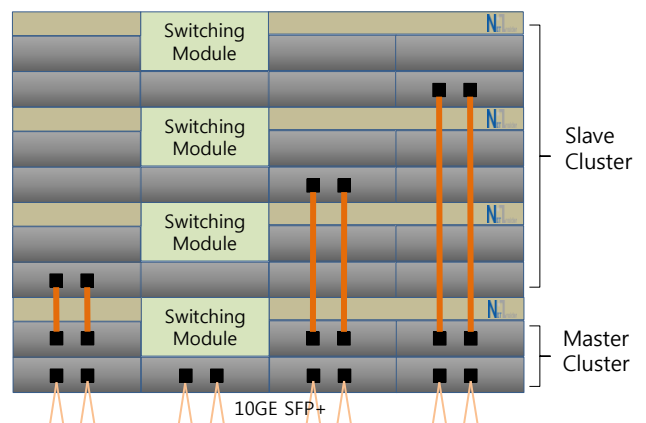 Switching
Module
Switching
Module
Slave
Cluster
Switching
Module
Switching
Module
Master
Cluster
10GE SFP+